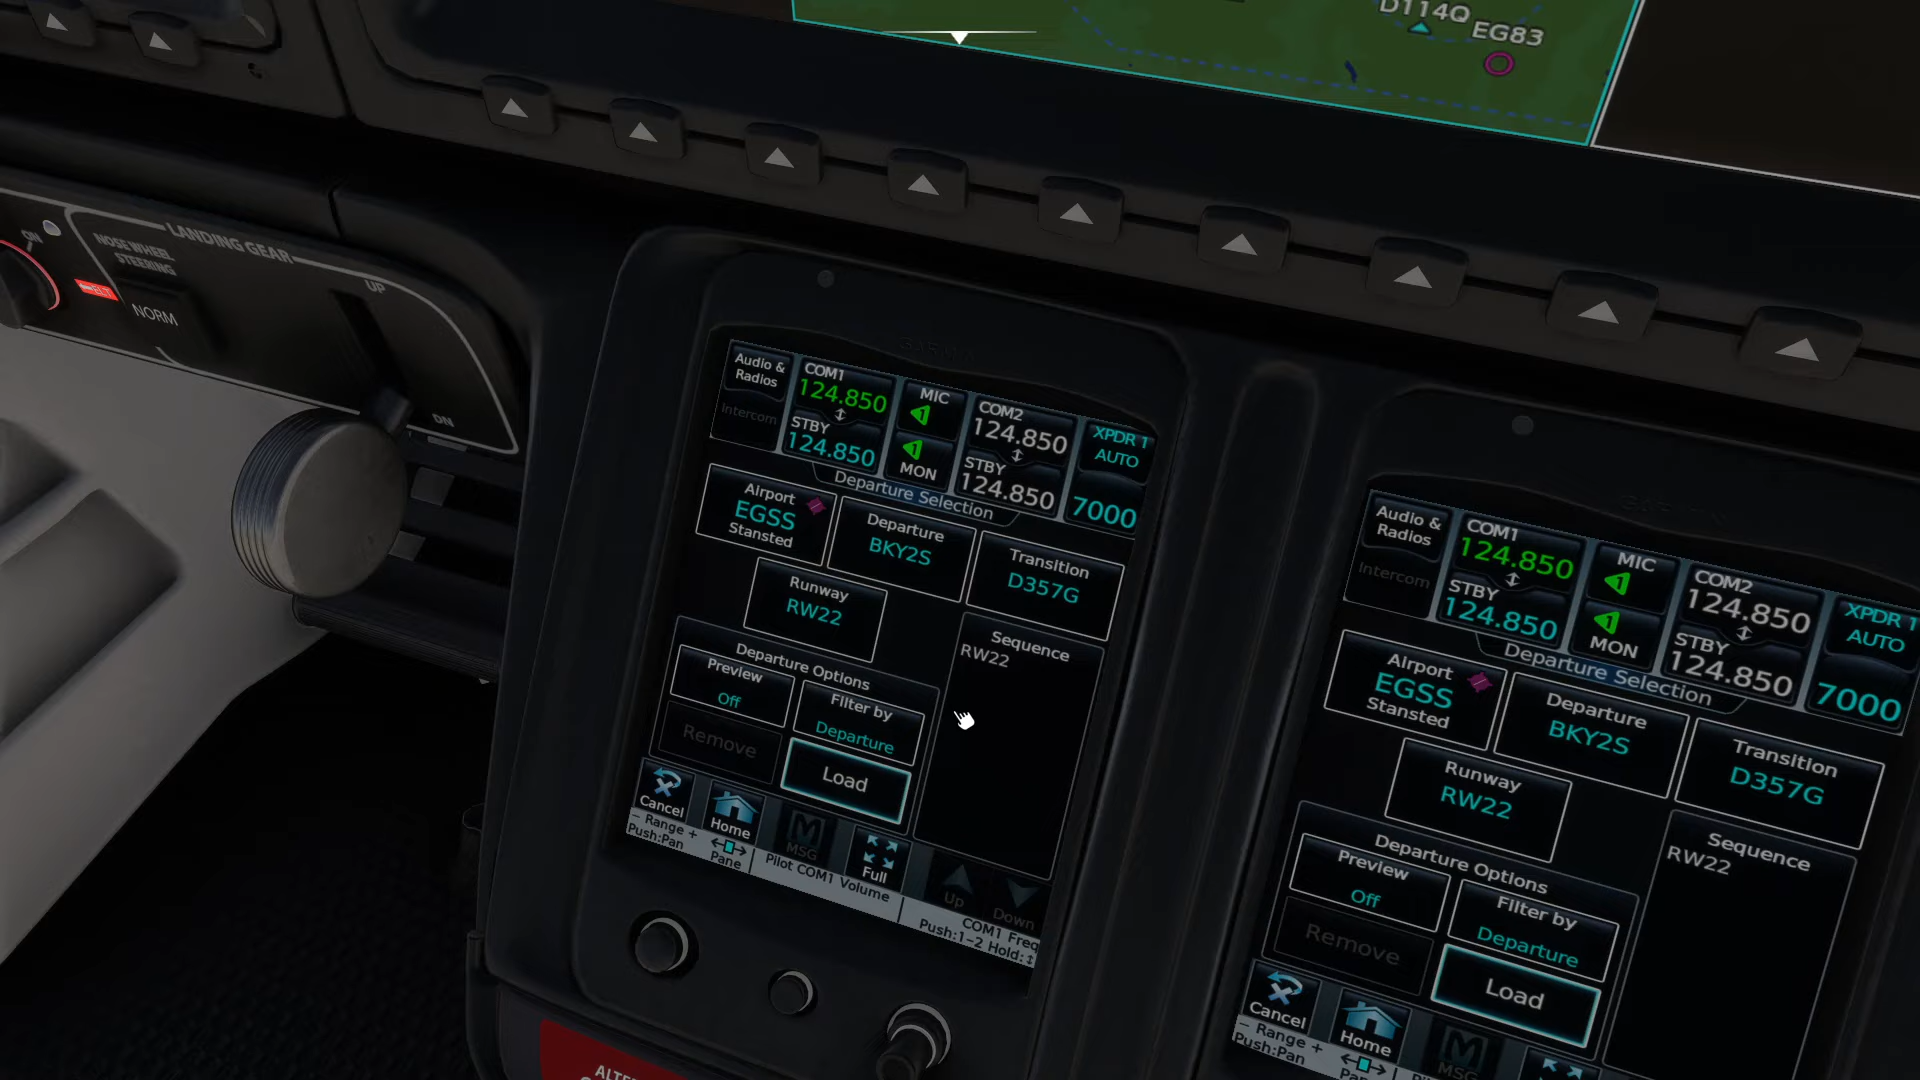 D114Q
EG83
LANDING GEAR
ON
NOSE WHEEL
STEERING
NORM
UP
DN
GARMIN
Audio &
Radios
Intercom
COM1
124.850
STBY
124.850
MIC
MON
COM2
124.850
STBY
124.850
XPDR 1
AUTO
7000
Departure Selection
Airport
EGSS
Stansted
Departure
BKY2S
Transition
D357G
Runway
RW22
Sequence
RW22
Departure Options
Preview
Off
Filter by
Departure
Remove
Load
Cancel
Home
MSG
Full
Up
Down
- Range +
Push:Pan
Pane
Pilot COM1 Volume
COM1 Freq
Push:1-2 Hold:↕
Audio &
Radios
Intercom
COM1
124.850
STBY
124.850
MIC
MON
COM2
124.850
STBY
124.850
XPDR 1
AUTO
7000
Departure Selection
Airport
EGSS
Stansted
Departure
BKY2S
Transition
D357G
Runway
RW22
Sequence
RW22
Departure Options
Preview
Off
Filter by
Departure
Remove
Load
Cancel
Home
MSG
- Range +
Push:Pan